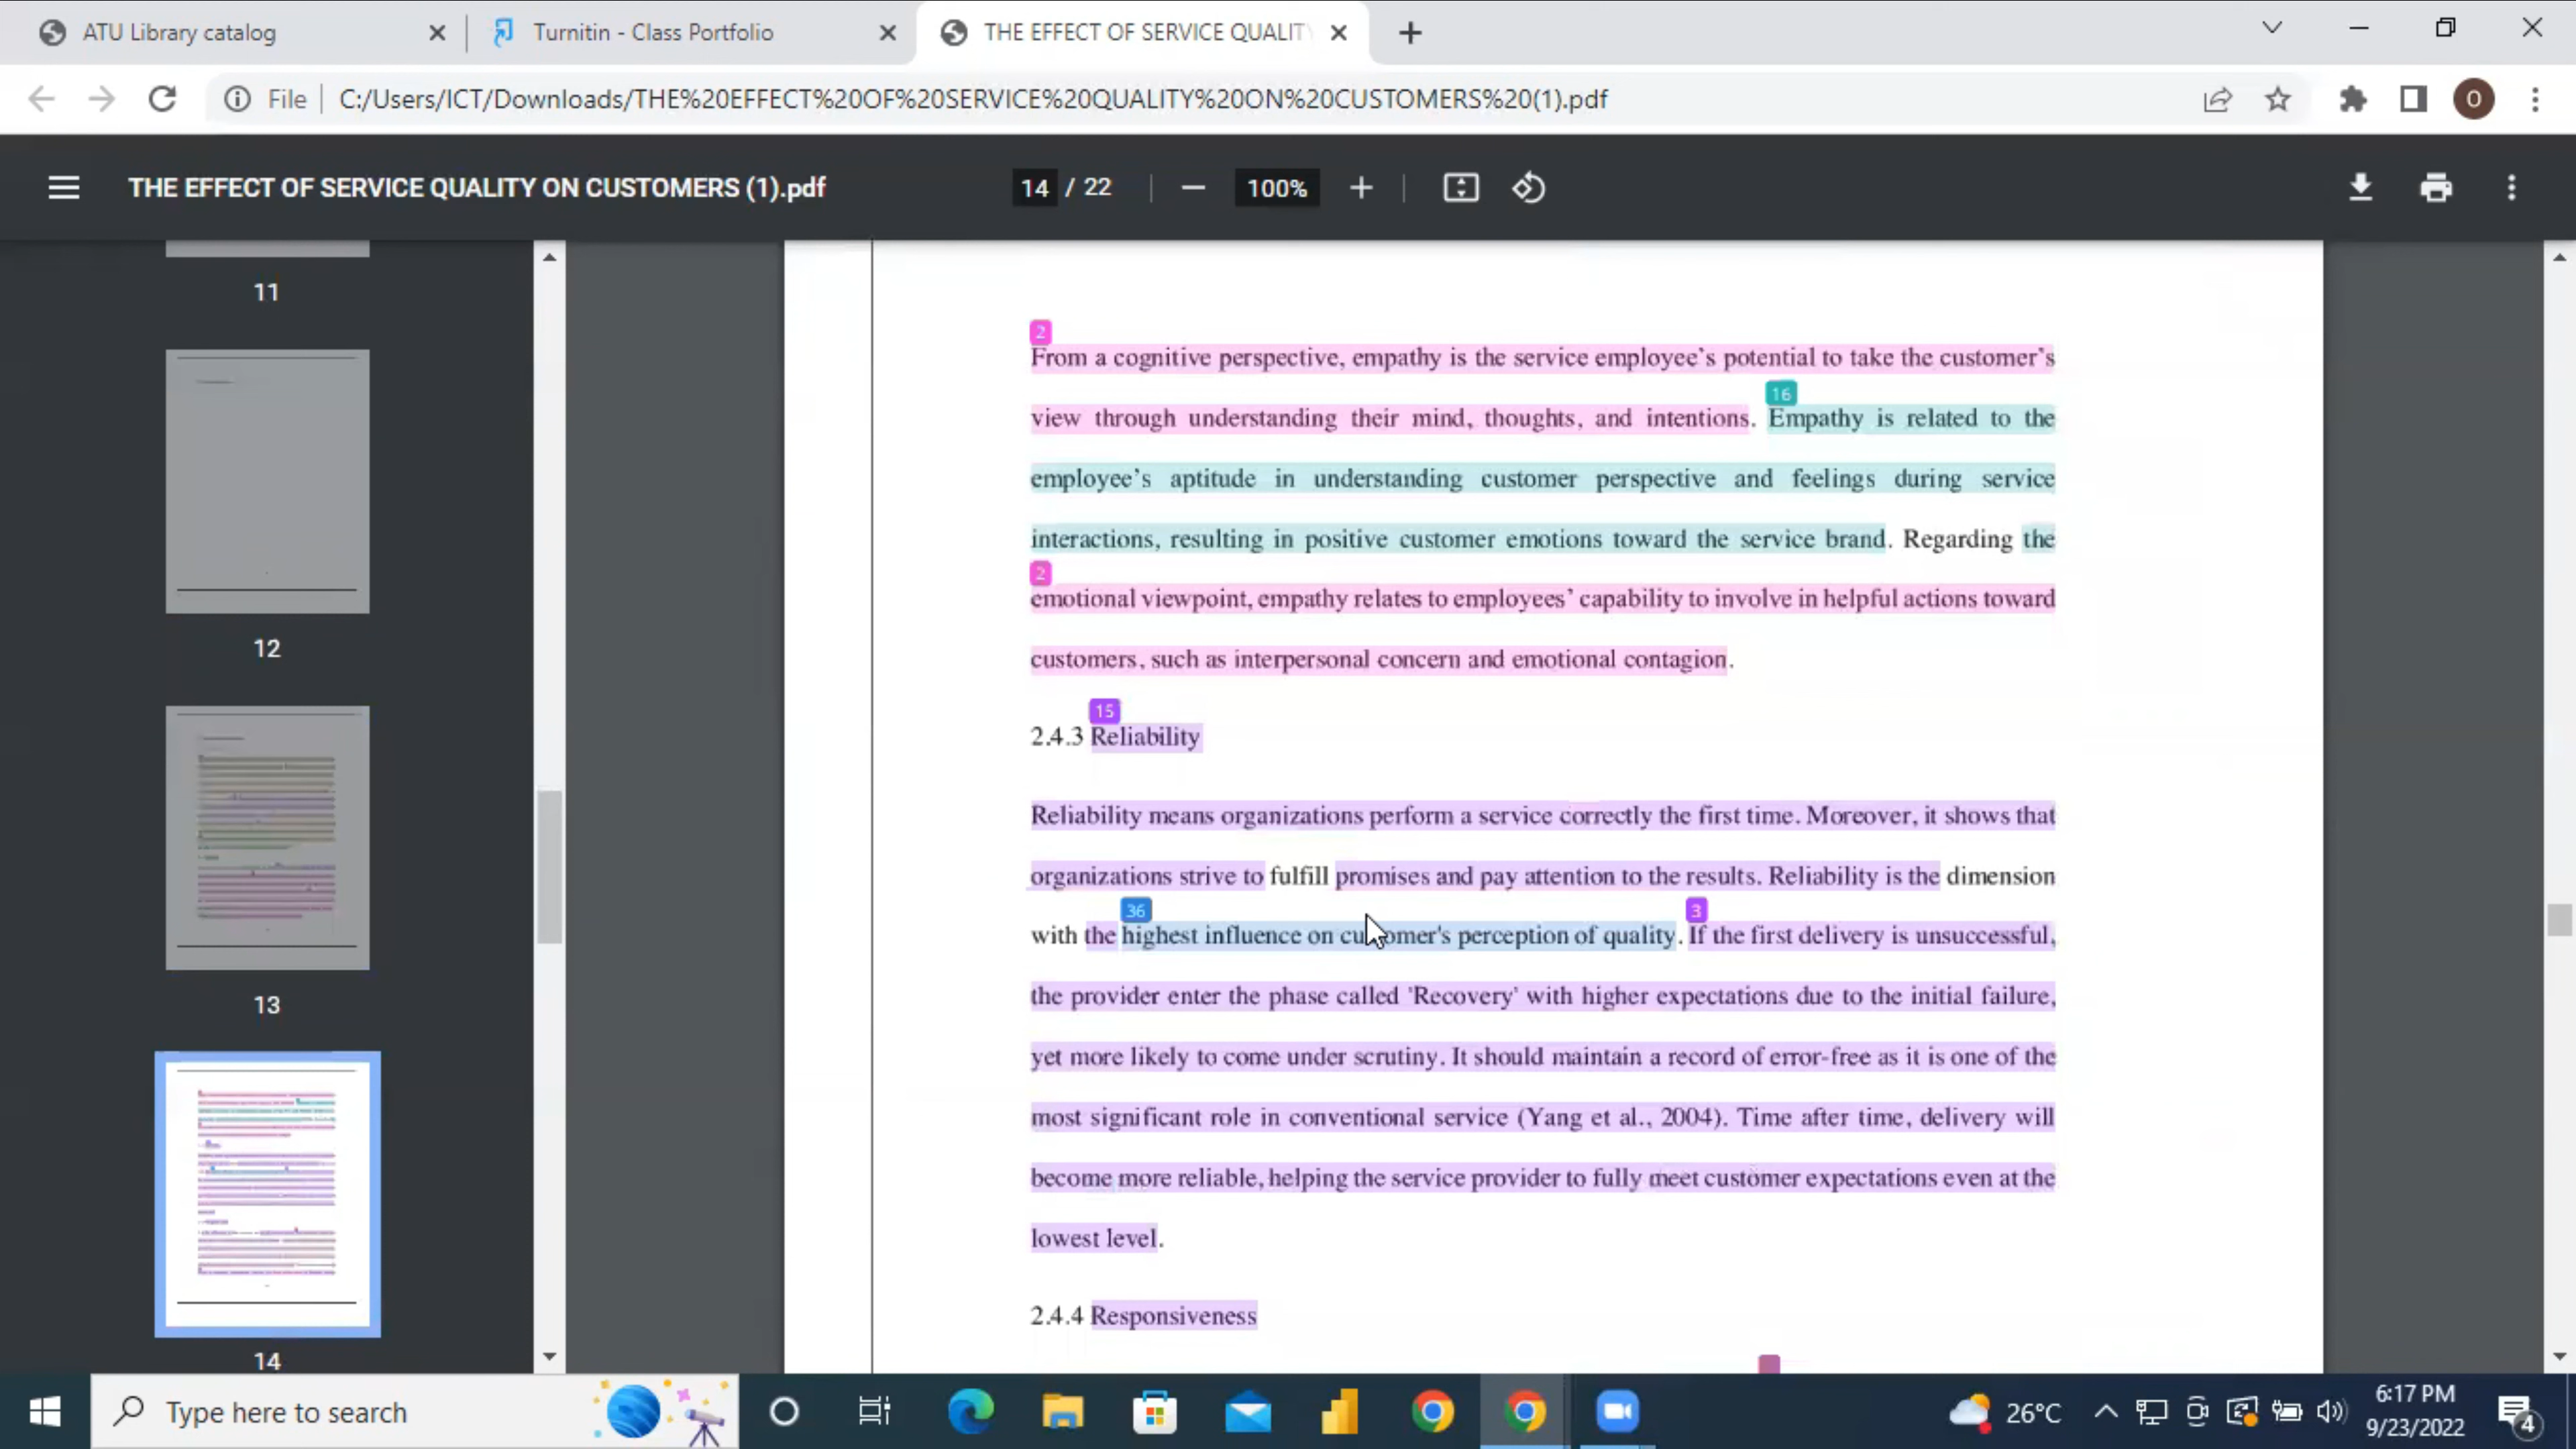 ATU Library catalog
Turnitin - Class Portfolio
THE EFFECT OF SERVICE QUALIT
File
C:/Users/ICT/Downloads/THE%20EFFECT%20OF%20SERVICE%20QUALITY%20ON%20CUSTOMERS%20(1).pdf
O
THE EFFECT OF SERVICE QUALITY ON CUSTOMERS (1).pdf
14 / 22
100%
11
12
13
14
2
From a cognitive perspective, empathy is the service employee’s potential to take the customer’s
16
view through understanding their mind, thoughts, and intentions. Empathy is related to the
employee’s aptitude in understanding customer perspective and feelings during service
interactions, resulting in positive customer emotions toward the service brand. Regarding the
2
emotional viewpoint, empathy relates to employees’ capability to involve in helpful actions toward
customers, such as interpersonal concern and emotional contagion.
15
2.4.3 Reliability
Reliability means organizations perform a service correctly the first time. Moreover, it shows that
organizations strive to fulfill promises and pay attention to the results. Reliability is the dimension
36 3
with the highest influence on customer's perception of quality. If the first delivery is unsuccessful,
the provider enter the phase called 'Recovery' with higher expectations due to the initial failure,
yet more likely to come under scrutiny. It should maintain a record of error-free as it is one of the
most significant role in conventional service (Yang et al., 2004). Time after time, delivery will
become more reliable, helping the service provider to fully meet customer expectations even at the
lowest level.
2.4.4 Responsiveness
Type here to search
26°C
6:17 PM
9/23/2022
4